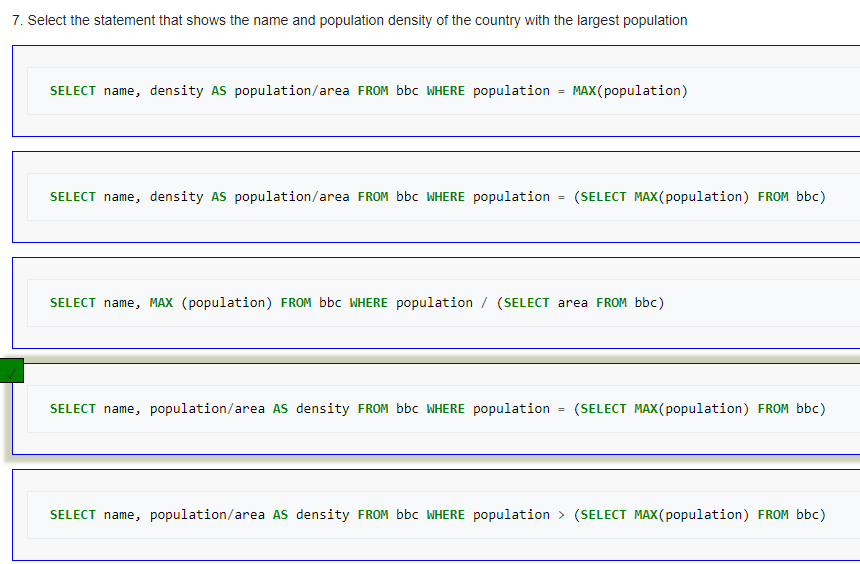 7. Select the statement that shows the name and population density of the country with the largest population
SELECT name, density AS population/area FROM bbc WHERE population = MAX(population)
SELECT name, density AS population/area FROM bbc WHERE population = (SELECT MAX(population) FROM bbc)
SELECT name, MAX (population) FROM bbc WHERE population / (SELECT area FROM bbc)
✓
SELECT name, population/area AS density FROM bbc WHERE population = (SELECT MAX(population) FROM bbc)
SELECT name, population/area AS density FROM bbc WHERE population > (SELECT MAX(population) FROM bbc)